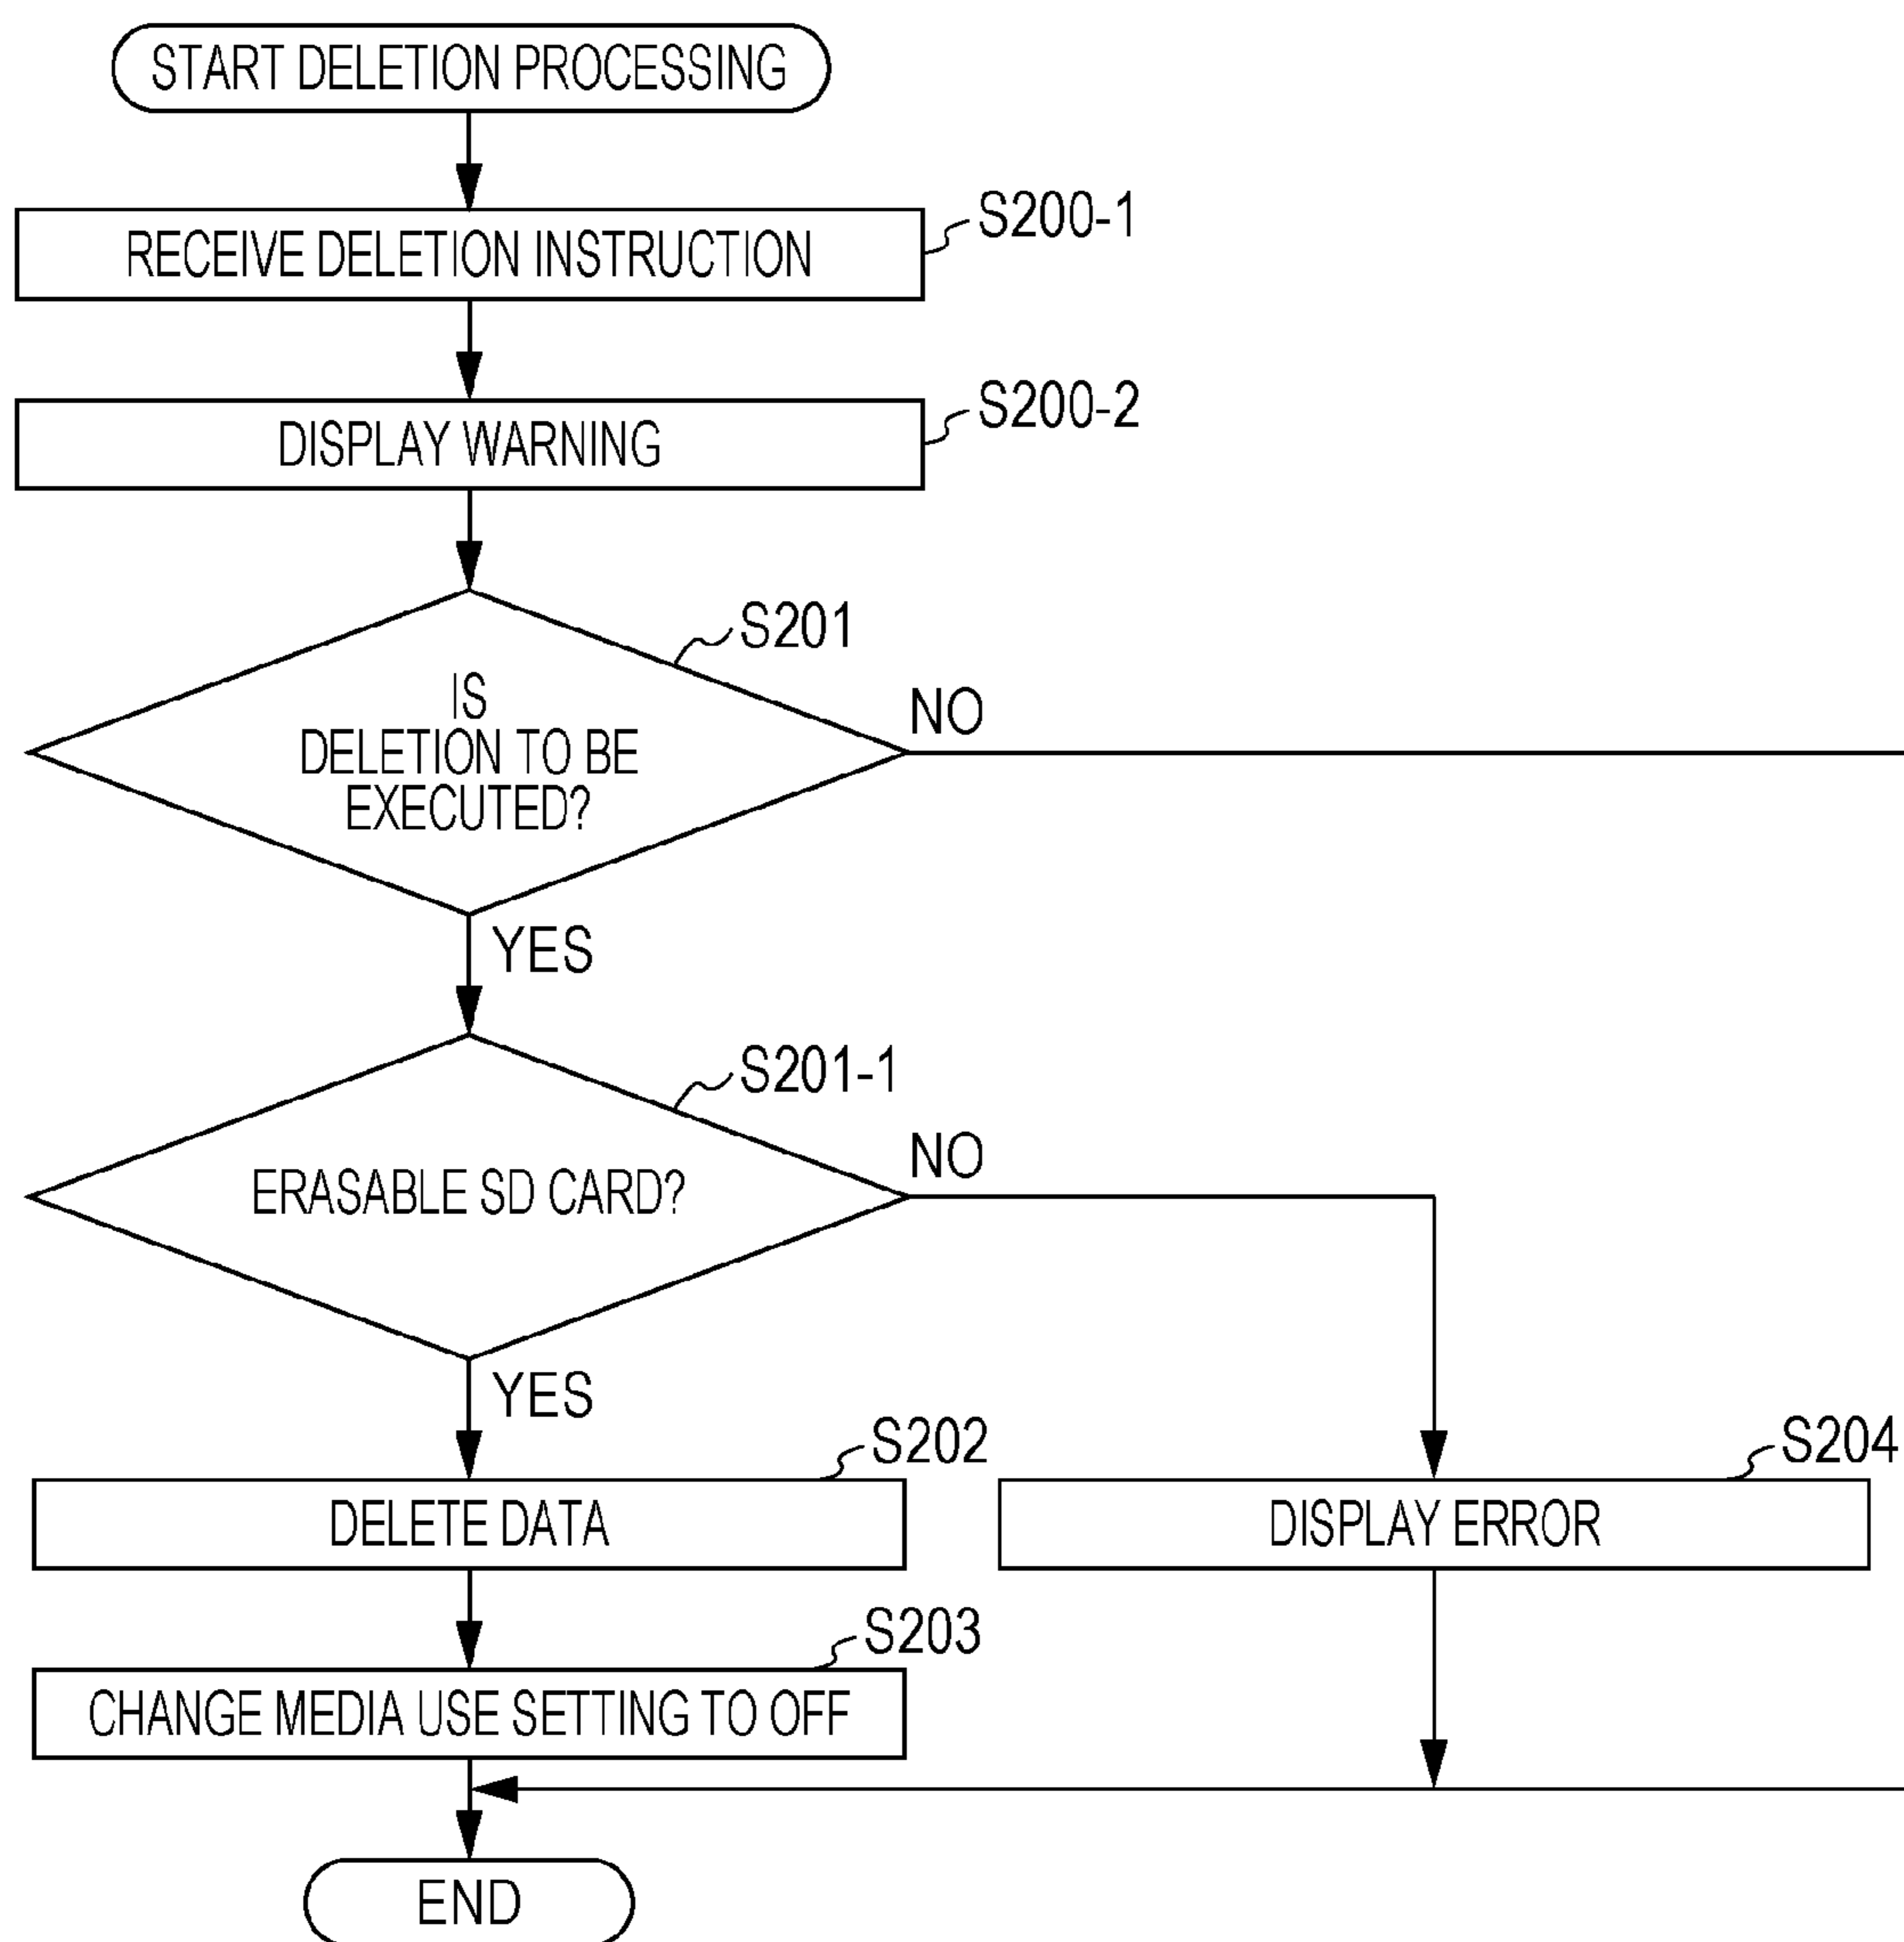 START DELETION PROCESSING
S200-1
RECEIVE DELETION INSTRUCTION
S200-2
DISPLAY WARNING
S201
IS
DELETION TO BE
EXECUTED?
NO
YES
S201-1
ERASABLE SD CARD?
NO
YES
S202
DELETE DATA
S204
DISPLAY ERROR
S203
CHANGE MEDIA USE SETTING TO OFF
END